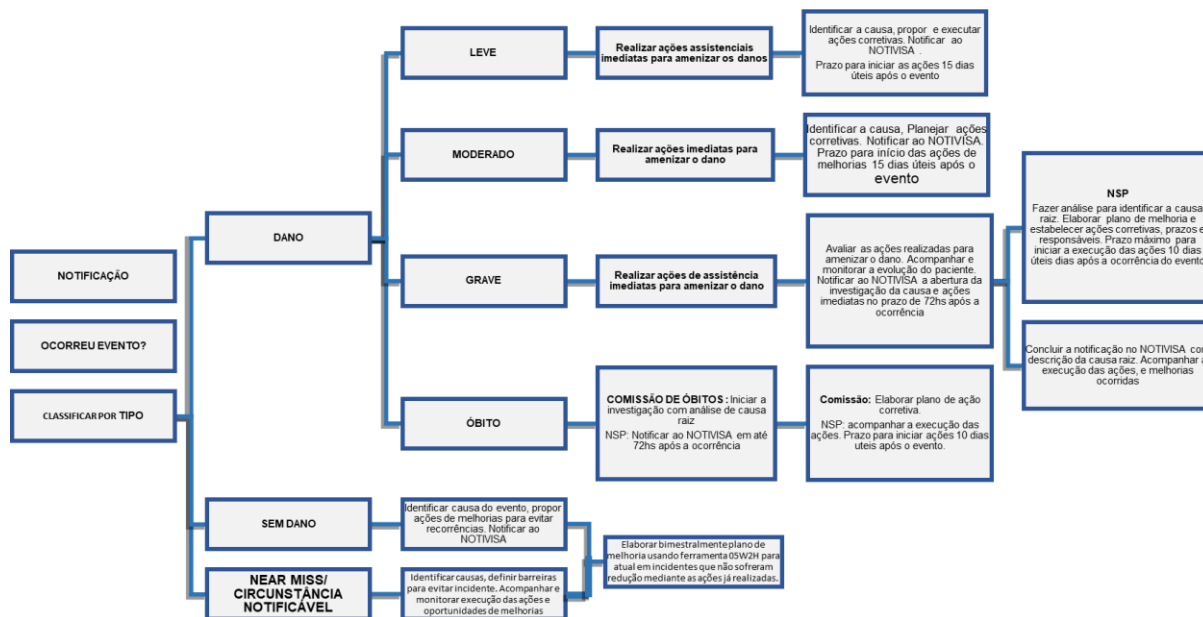 NOTIFICAÇÃO
OCORREU EVENTO?
CLASSIFICAR POR TIPO
DANO
LEVE
Realizar ações assistenciais
imediatas para amenizar os danos
Identificar a causa, propor e executar
ações corretivas. Notificar ao
NOTIVISA .
Prazo para iniciar as ações 15 dias
úteis após o evento
MODERADO
Realizar ações imediatas para
amenizar o dano
Identificar a causa, Planejar ações
corretivas. Notificar ao NOTIVISA.
Prazo para início das ações de
melhorias 15 dias úteis após o
evento
GRAVE
Realizar ações de assistência
imediatas para amenizar o dano
Avaliar as ações realizadas para
amenizar o dano. Acompanhar e
monitorar a evolução do paciente.
Notificar ao NOTIVISA a abertura da
investigação da causa e ações
imediatas no prazo de 72hs após a
ocorrência
NSP
Fazer análise para identificar a causa
raiz. Elaborar plano de melhoria e
estabelecer ações corretivas, prazos e
responsáveis. Prazo máximo para
iniciar a execução das ações 10 dias
úteis dias após a ocorrência do evento
Concluir a notificação no NOTIVISA com
descrição da causa raiz. Acompanhar a
execução das ações, e melhorias
ocorridas
ÓBITO
COMISSÃO DE ÓBITOS : Iniciar a
investigação com análise de causa
raiz
NSP: Notificar ao NOTIVISA em até
72hs após a ocorrência
Comissão: Elaborar plano de ação
corretiva.
NSP: acompanhar a execução das
ações. Prazo para iniciar ações 10 dias
uteis após o evento.
SEM DANO
Identificar causa do evento, propor
ações de melhorias para evitar
recorrências. Notificar ao
NOTIVISA
NEAR MISS/
CIRCUNSTÂNCIA
NOTIFICÁVEL
Identificar causas, definir barreiras
para evitar incidente. Acompanhar e
monitorar execução das ações e
oportunidades de melhorias
Elaborar bimestralmente plano de
melhoria usando ferramenta 05W2H para
atual em incidentes que não sofreram
redução mediante as ações já realizadas.